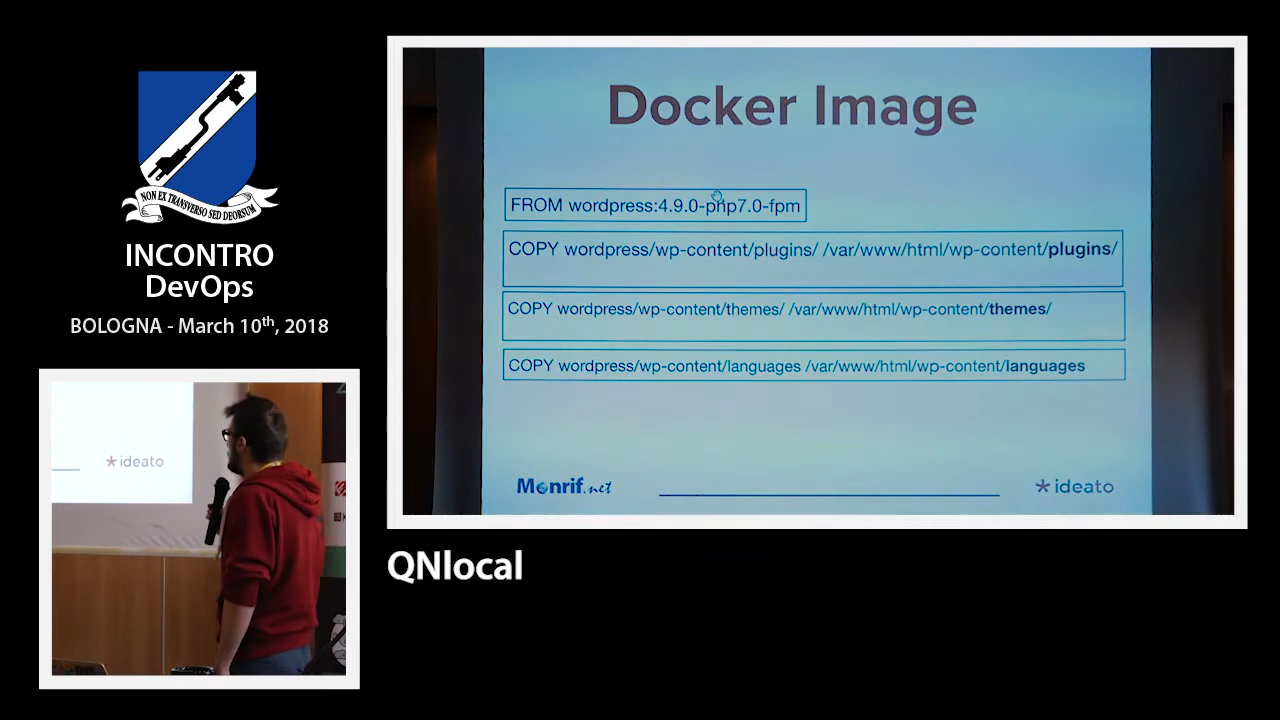 NON EX TRANSVERSO SED DEORSUM
INCONTRO
DevOps
BOLOGNA - March 10th, 2018
Docker Image
FROM wordpress:4.9.0-php7.0-fpm
COPY wordpress/wp-content/plugins/ /var/www/html/wp-content/plugins/
COPY wordpress/wp-content/themes/ /var/www/html/wp-content/themes/
COPY wordpress/wp-content/languages /var/www/html/wp-content/languages
Monrif.net
*ideato
*ideato
QNlocal